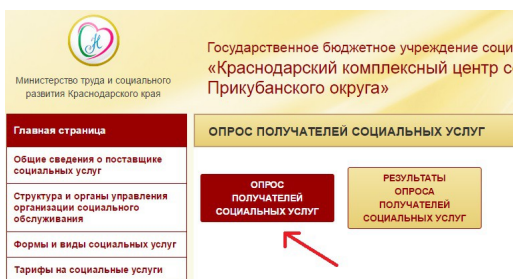 Министерство труда и социального
развития Краснодарского края
Государственное бюджетное учреждение
«Краснодарский комплексный центр
Прикубанского округа»
Главная страница
Общие сведения о поставщике
социальных услуг
Структура и органы управления
организации социального
обслуживания
Формы и виды социальных услуг
Тарифы на социальные услуги
ОПРОС ПОЛУЧАТЕЛЕЙ СОЦИАЛЬНЫХ УСЛУГ
ОПРОС
ПОЛУЧАТЕЛЕЙ
СОЦИАЛЬНЫХ УСЛУГ
РЕЗУЛЬТАТЫ
ОПРОСА
ПОЛУЧАТЕЛЕЙ
СОЦИАЛЬНЫХ УСЛУГ